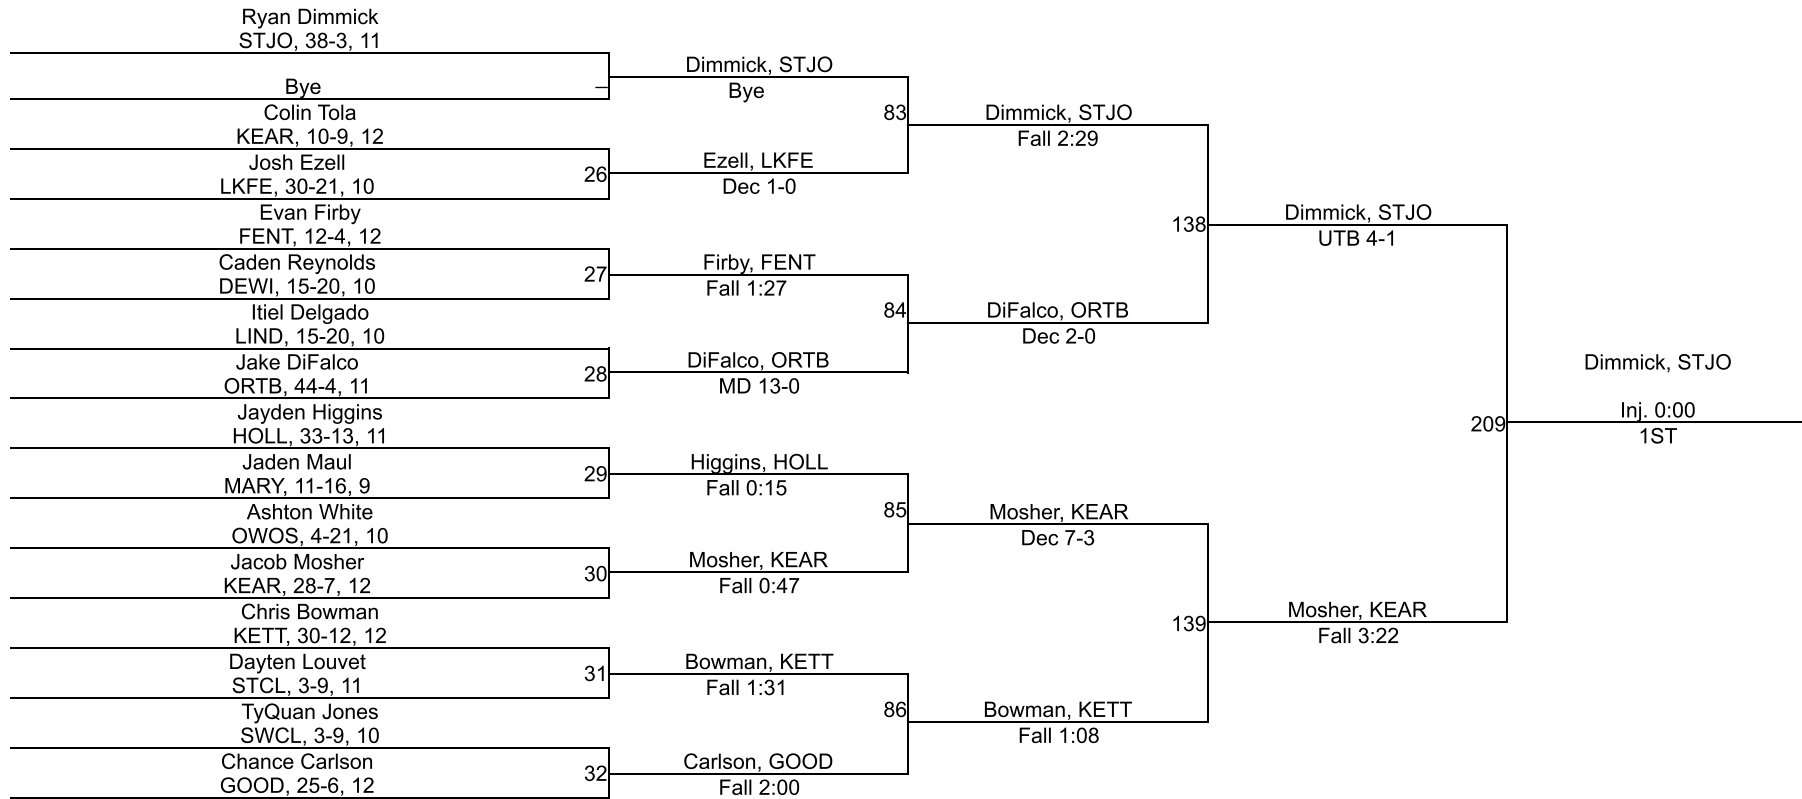 Ryan Dimmick
STJO, 38-3, 11
Bye
Colin Tola
KEAR, 10-9, 12
Josh Ezell
LKFE, 30-21, 10
Evan Firby
FENT, 12-4, 12
Caden Reynolds
DEWI, 15-20, 10
Itiel Delgado
LIND, 15-20, 10
Jake DiFalco
ORTB, 44-4, 11
Jayden Higgins
HOLL, 33-13, 11
Jaden Maul
MARY, 11-16, 9
Ashton White
OWOS, 4-21, 10
Jacob Mosher
KEAR, 28-7, 12
Chris Bowman
KETT, 30-12, 12
Dayten Louvet
STCL, 3-9, 11
TyQuan Jones
SWCL, 3-9, 10
Chance Carlson
GOOD, 25-6, 12
26
27
28
29
30
31
32
Dimmick, STJO
Bye
Ezell, LKFE
Dec 1-0
Firby, FENT
Fall 1:27
DiFalco, ORTB
MD 13-0
Higgins, HOLL
Fall 0:15
Mosher, KEAR
Fall 0:47
Bowman, KETT
Fall 1:31
Carlson, GOOD
Fall 2:00
83
84
85
86
Dimmick, STJO
Fall 2:29
DiFalco, ORTB
Dec 2-0
Mosher, KEAR
Dec 7-3
Bowman, KETT
Fall 1:08
138
139
Dimmick, STJO
UTB 4-1
Mosher, KEAR
Fall 3:22
209
Dimmick, STJO
Inj. 0:00
1ST